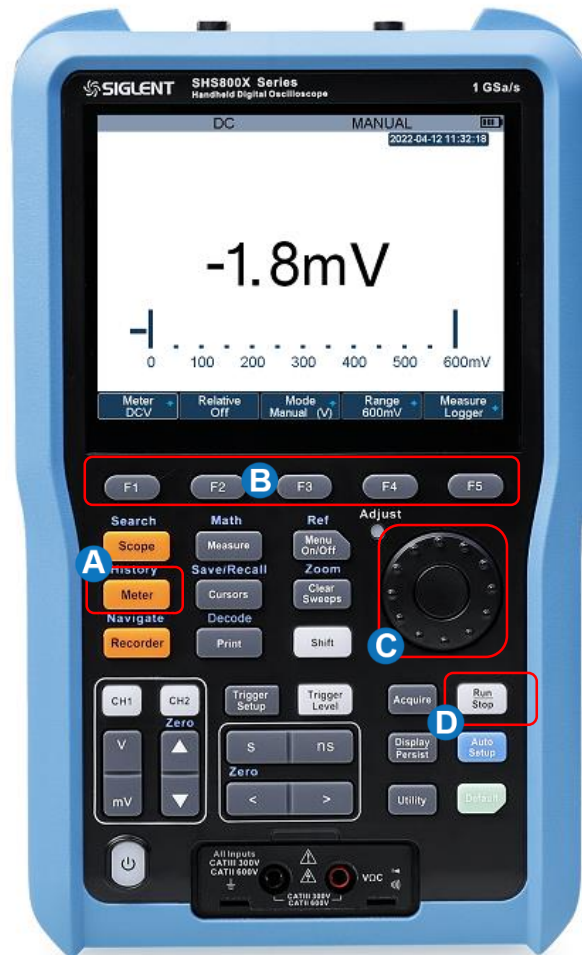 SIGLENT SHS800X Series 1 GSa/s
Handheld Digital Oscilloscope
DC MANUAL
2022-04-12 11:32:18
-1.8mV
0 100 200 300 400 500 600mV
Meter Relative Mode Range Measure
DCV Off Manual (V) 600mV Logger
B
F1 F2 F3 F4 F5
Search Math Ref Adjust
Scope Measure Menu On/Off
A
History Save/Recall Zoom
Meter Cursors Clear Sweeps
Navigate Decode
Recorder Print Shift
C
CH1 CH2 Trigger Setup Trigger Level Acquire Run Stop
D
Zero
V s ns Display Persist Auto Setup
Zero
mV < > Utility Default
All Inputs
CATIII 300V
CATII 600V
VΩC
CATIII 300V
CATII 600V